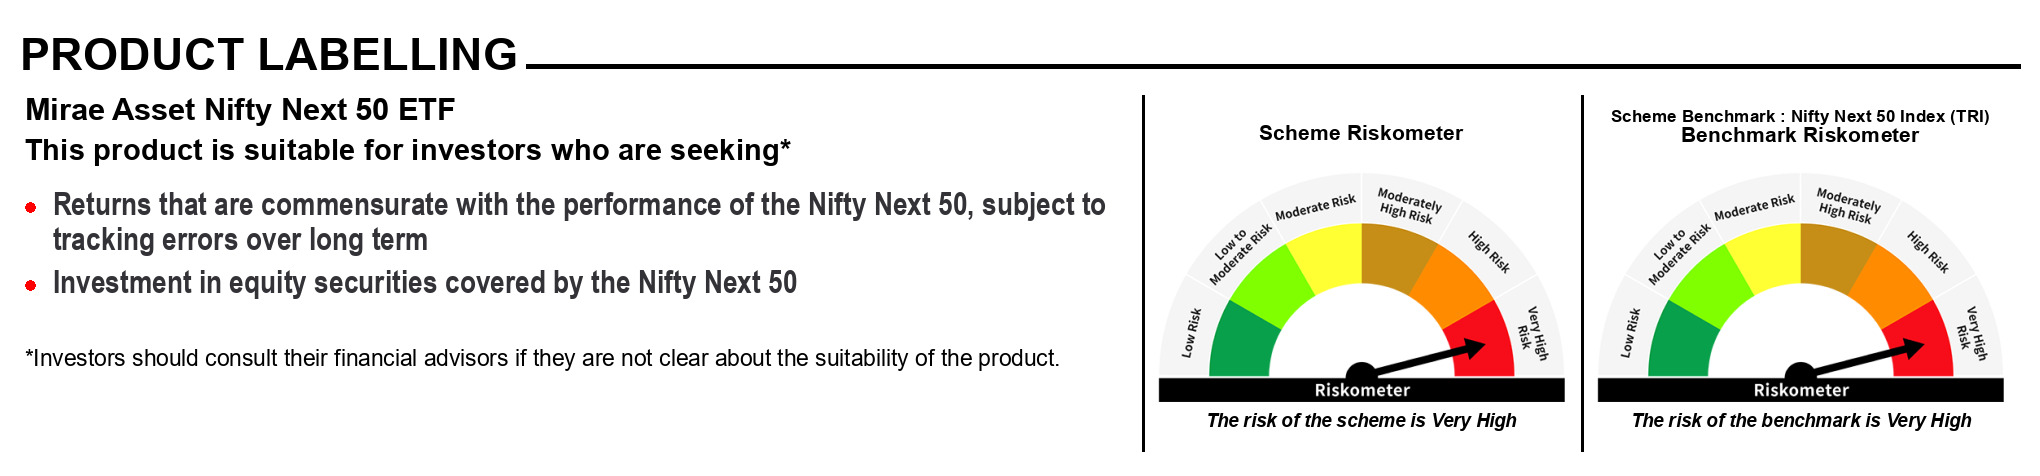 PRODUCT LABELLING
Mirae Asset Nifty Next 50 ETF
This product is suitable for investors who are seeking*
Returns that are commensurate with the performance of the Nifty Next 50, subject to
tracking errors over long term
Investment in equity securities covered by the Nifty Next 50
*Investors should consult their financial advisors if they are not clear about the suitability of the product.
Scheme Riskometer
Low Risk
Low to
Moderate Risk
Moderate Risk
Moderately
High Risk
High Risk
Very High
Risk
Riskometer
The risk of the scheme is Very High
Scheme Benchmark : Nifty Next 50 Index (TRI)
Benchmark Riskometer
Low Risk
Low to
Moderate Risk
Moderate Risk
Moderately
High Risk
High Risk
Very High
Risk
Riskometer
The risk of the benchmark is Very High